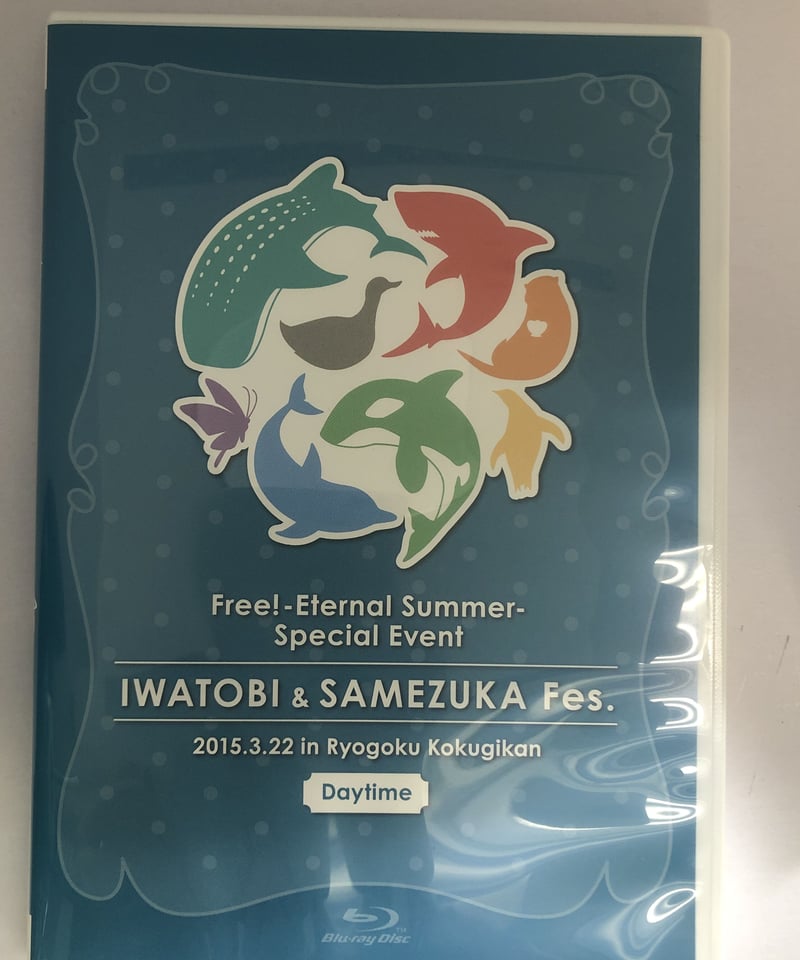 Free!-Eternal Summer-
Special Event
IWATOBI & SAMEZUKA Fes.
2015.3.22 in Ryogoku Kokugikan
Daytime
Blu-ray Disc